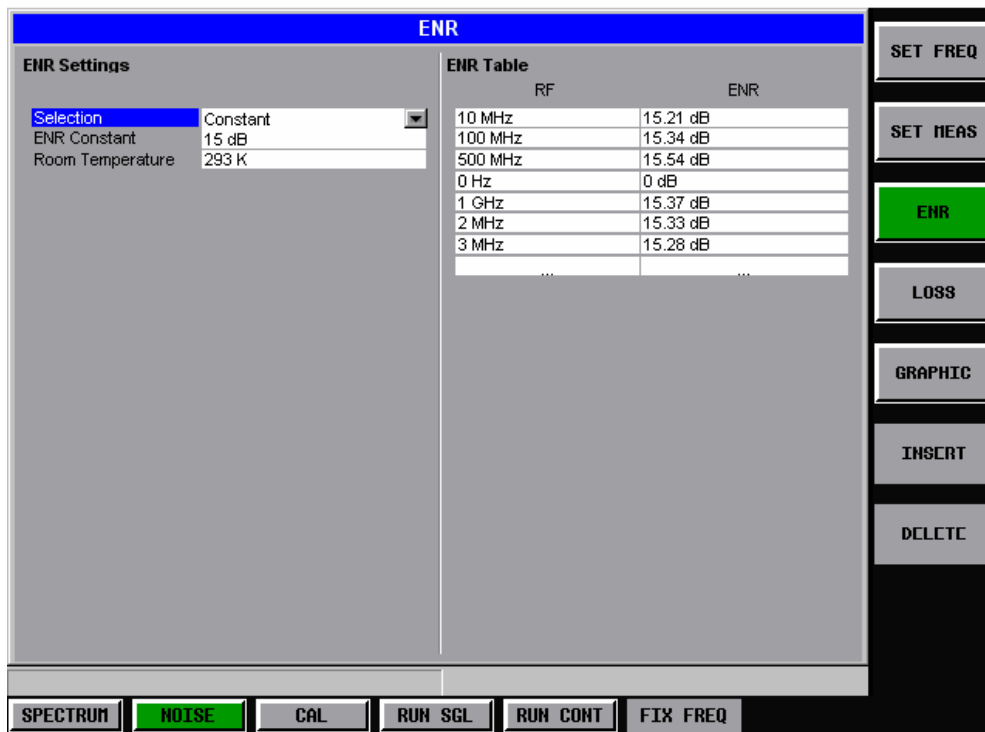 ENR
ENR Settings
Selection Constant
ENR Constant 15 dB
Room Temperature 293 K
ENR Table
RF ENR
10 MHz 15.21 dB
100 MHz 15.34 dB
500 MHz 15.54 dB
0 Hz 0 dB
1 GHz 15.37 dB
2 MHz 15.33 dB
3 MHz 15.28 dB
... ...
SET FREQ
SET MEAS
ENR
LOSS
GRAPHIC
INSERT
DELETE
SPECTRUM NOISE CAL RUN SGL RUN CONT FIX FREQ